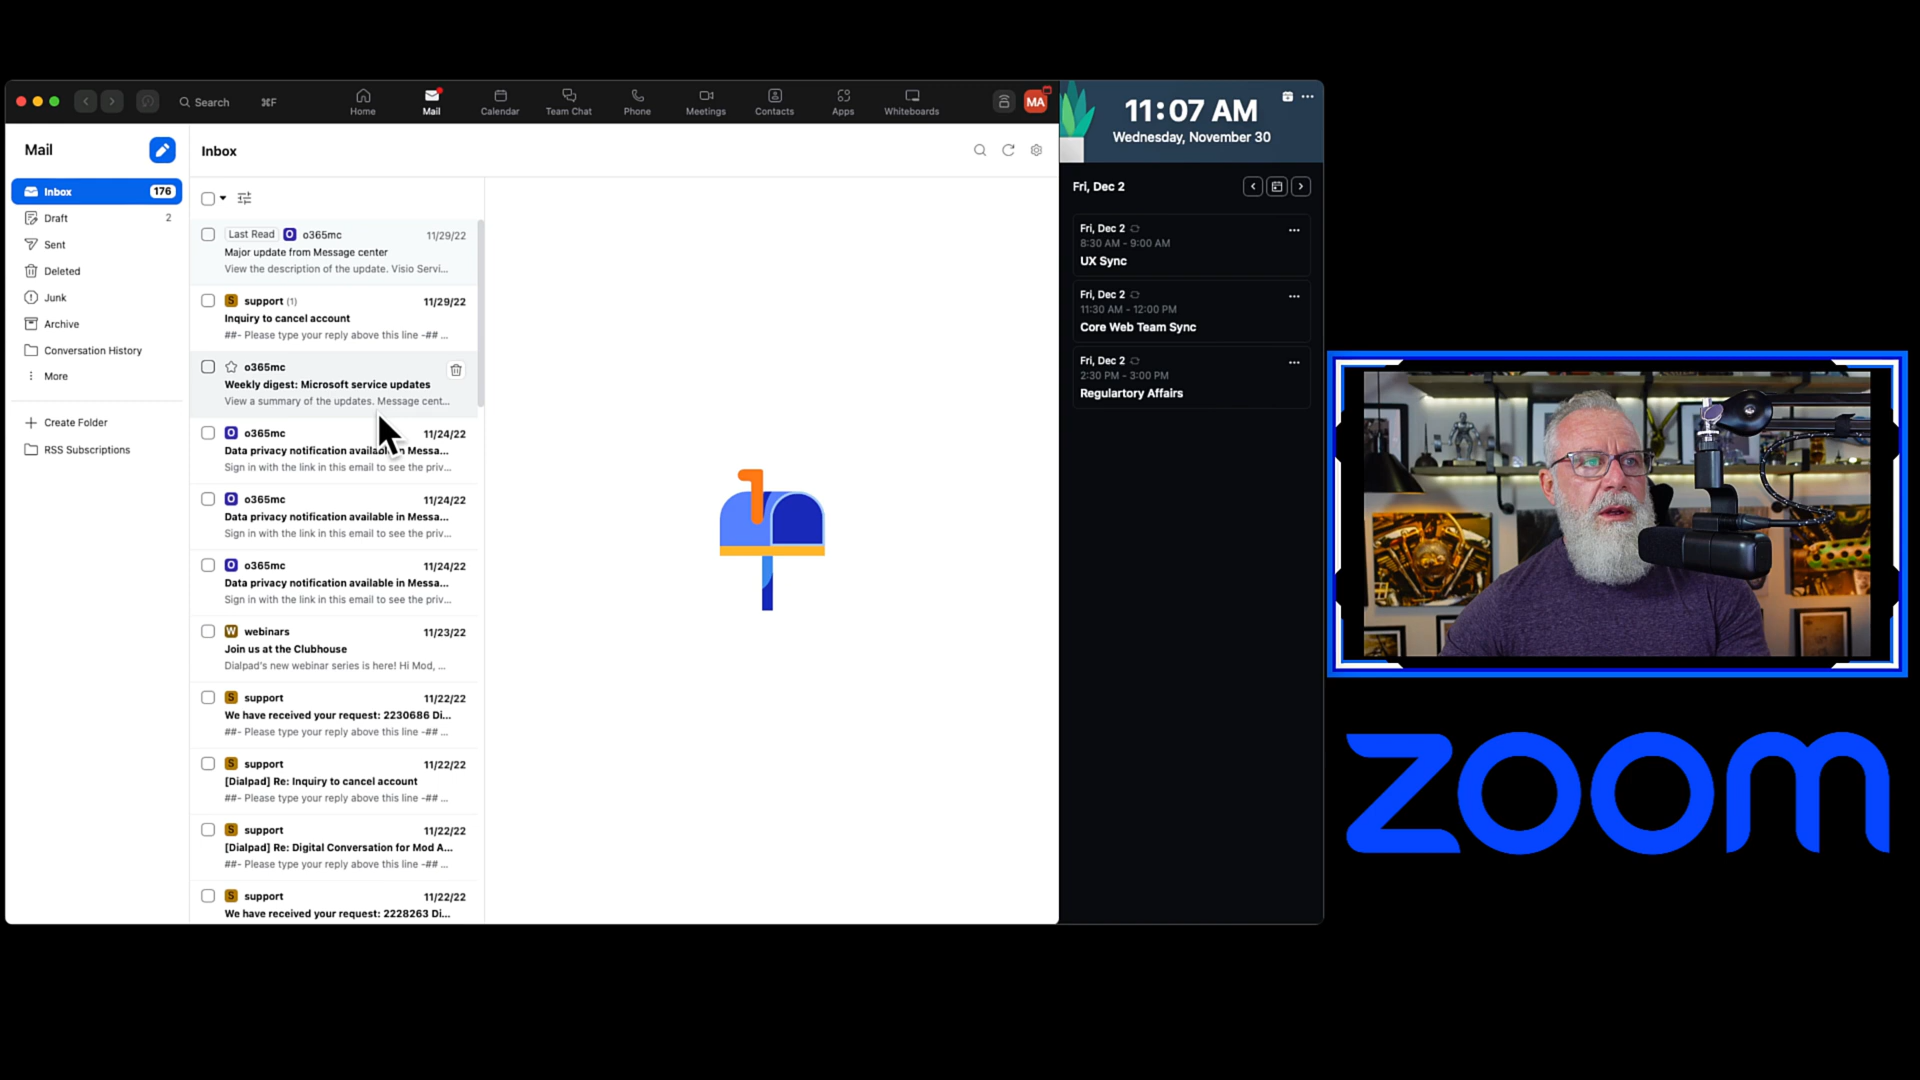 Search ⌘F
Home
Mail
Calendar
Team Chat
Phone
Meetings
Contacts
Apps
Whiteboards
MA
Mail
Inbox 176
Draft 2
Sent
Deleted
Junk
Archive
Conversation History
More
Create Folder
RSS Subscriptions
Inbox
Last Read O o365mc 11/29/22
Major update from Message center
View the description of the update. Visio Servi...
S support (1) 11/29/22
Inquiry to cancel account
##- Please type your reply above this line -## ...
o365mc
Weekly digest: Microsoft service updates
View a summary of the updates. Message cent...
O o365mc 11/24/22
Data privacy notification in Messa...
Sign in with the link in this email to see the priv...
O o365mc 11/24/22
Data privacy notification available in Messa...
Sign in with the link in this email to see the priv...
O o365mc 11/24/22
Data privacy notification available in Messa...
Sign in with the link in this email to see the priv...
W webinars 11/23/22
Join us at the Clubhouse
Dialpad's new webinar series is here! Hi Mod, ...
S support 11/22/22
We have received your request: 2230686 Di...
##- Please type your reply above this line -## ...
S support 11/22/22
[Dialpad] Re: Inquiry to cancel account
##- Please type your reply above this line -## ...
S support 11/22/22
[Dialpad] Re: Digital Conversation for Mod A...
##- Please type your reply above this line -## ...
S support 11/22/22
We have received your request: 2228263 Di...
11:07 AM
Wednesday, November 30
Fri, Dec 2
Fri, Dec 2
8:30 AM - 9:00 AM
UX Sync
Fri, Dec 2
11:30 AM - 12:00 PM
Core Web Team Sync
Fri, Dec 2
2:30 PM - 3:00 PM
Regulartory Affairs
zoom